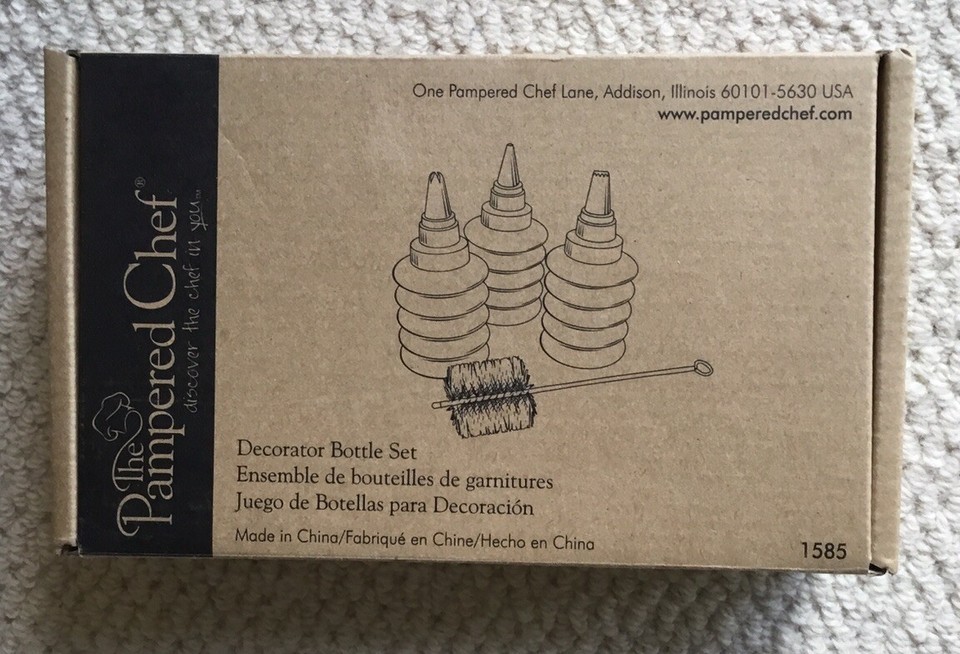 The
Pampered Chef®
discover the chef in you™
One Pampered Chef Lane, Addison, Illinois 60101-5630 USA
www.pamperedchef.com
Decorator Bottle Set
Ensemble de bouteilles de garnitures
Juego de Botellas para Decoración
Made in China/Fabriqué en Chine/Hecho en China
1585